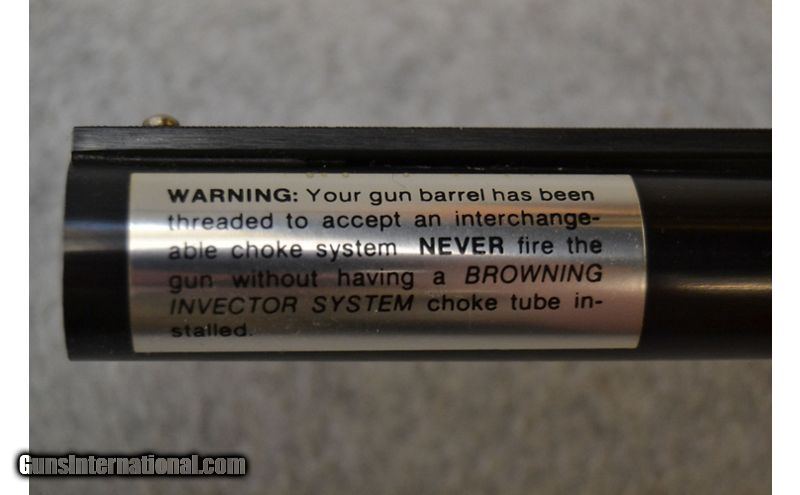 WARNING: Your gun barrel has been
threaded to accept an interchange-
able choke system NEVER fire the
gun without having a BROWNING
INVECTOR SYSTEM choke tube in-
stalled.
GunsInternational.com